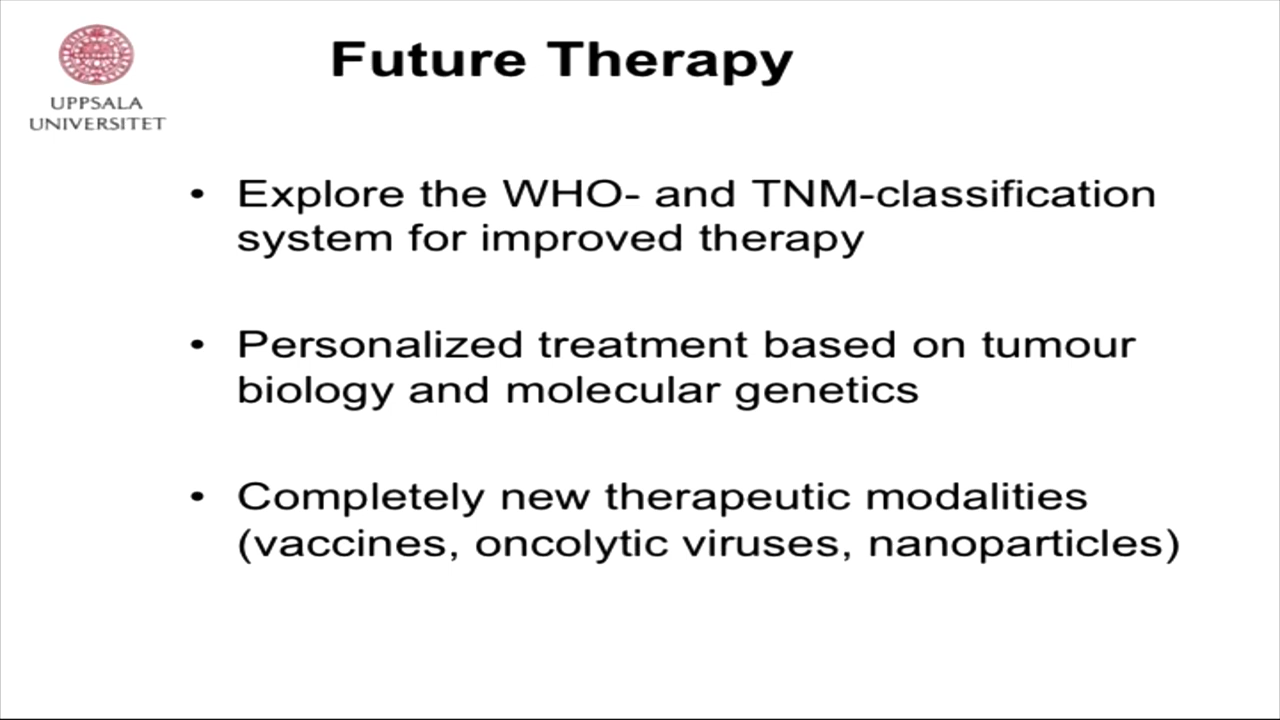 UPPSALA
UNIVERSITET
Future Therapy
• Explore the WHO- and TNM-classification
system for improved therapy
• Personalized treatment based on tumour
biology and molecular genetics
• Completely new therapeutic modalities
(vaccines, oncolytic viruses, nanoparticles)